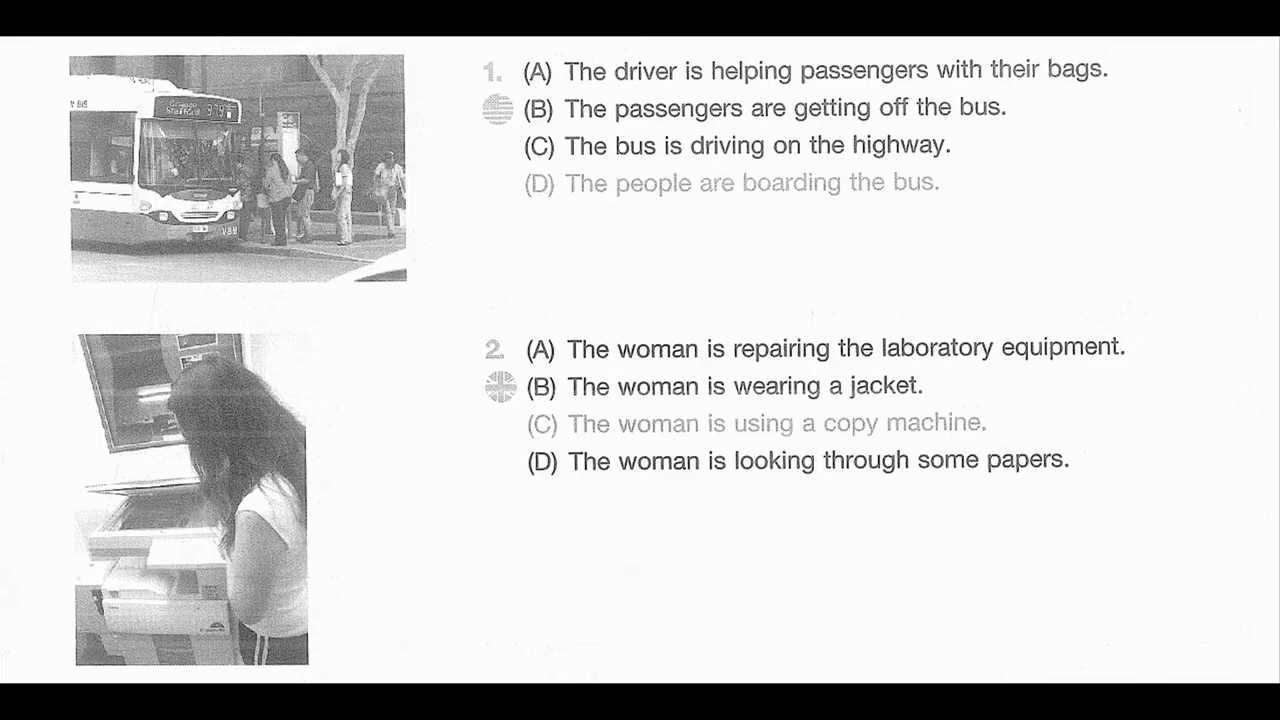 1. (A) The driver is helping passengers with their bags.
(B) The passengers are getting off the bus.
(C) The bus is driving on the highway.
(D) The people are boarding the bus.
2. (A) The woman is repairing the laboratory equipment.
(B) The woman is wearing a jacket.
(C) The woman is using a copy machine.
(D) The woman is looking through some papers.